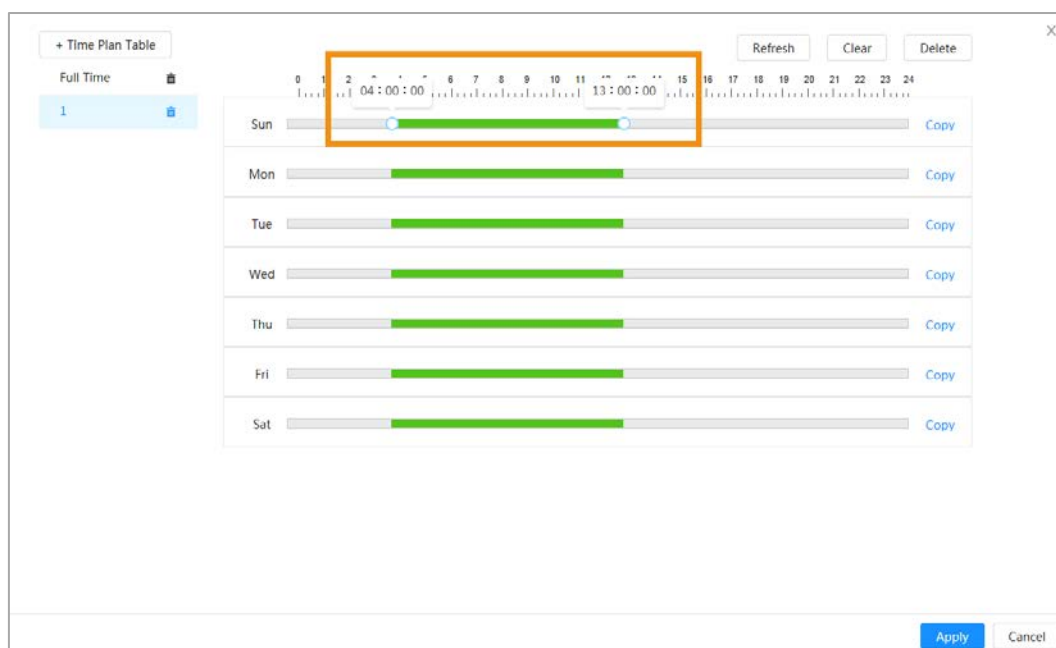 + Time Plan Table
Refresh Clear Delete
Full Time
1
0 1 2 6 7 8 9 10 11 15 16 17 18 19 20 21 22 23 24
04:00:00 13:00:00
Sun Copy
Mon Copy
Tue Copy
Wed Copy
Thu Copy
Fri Copy
Sat Copy
Apply Cancel